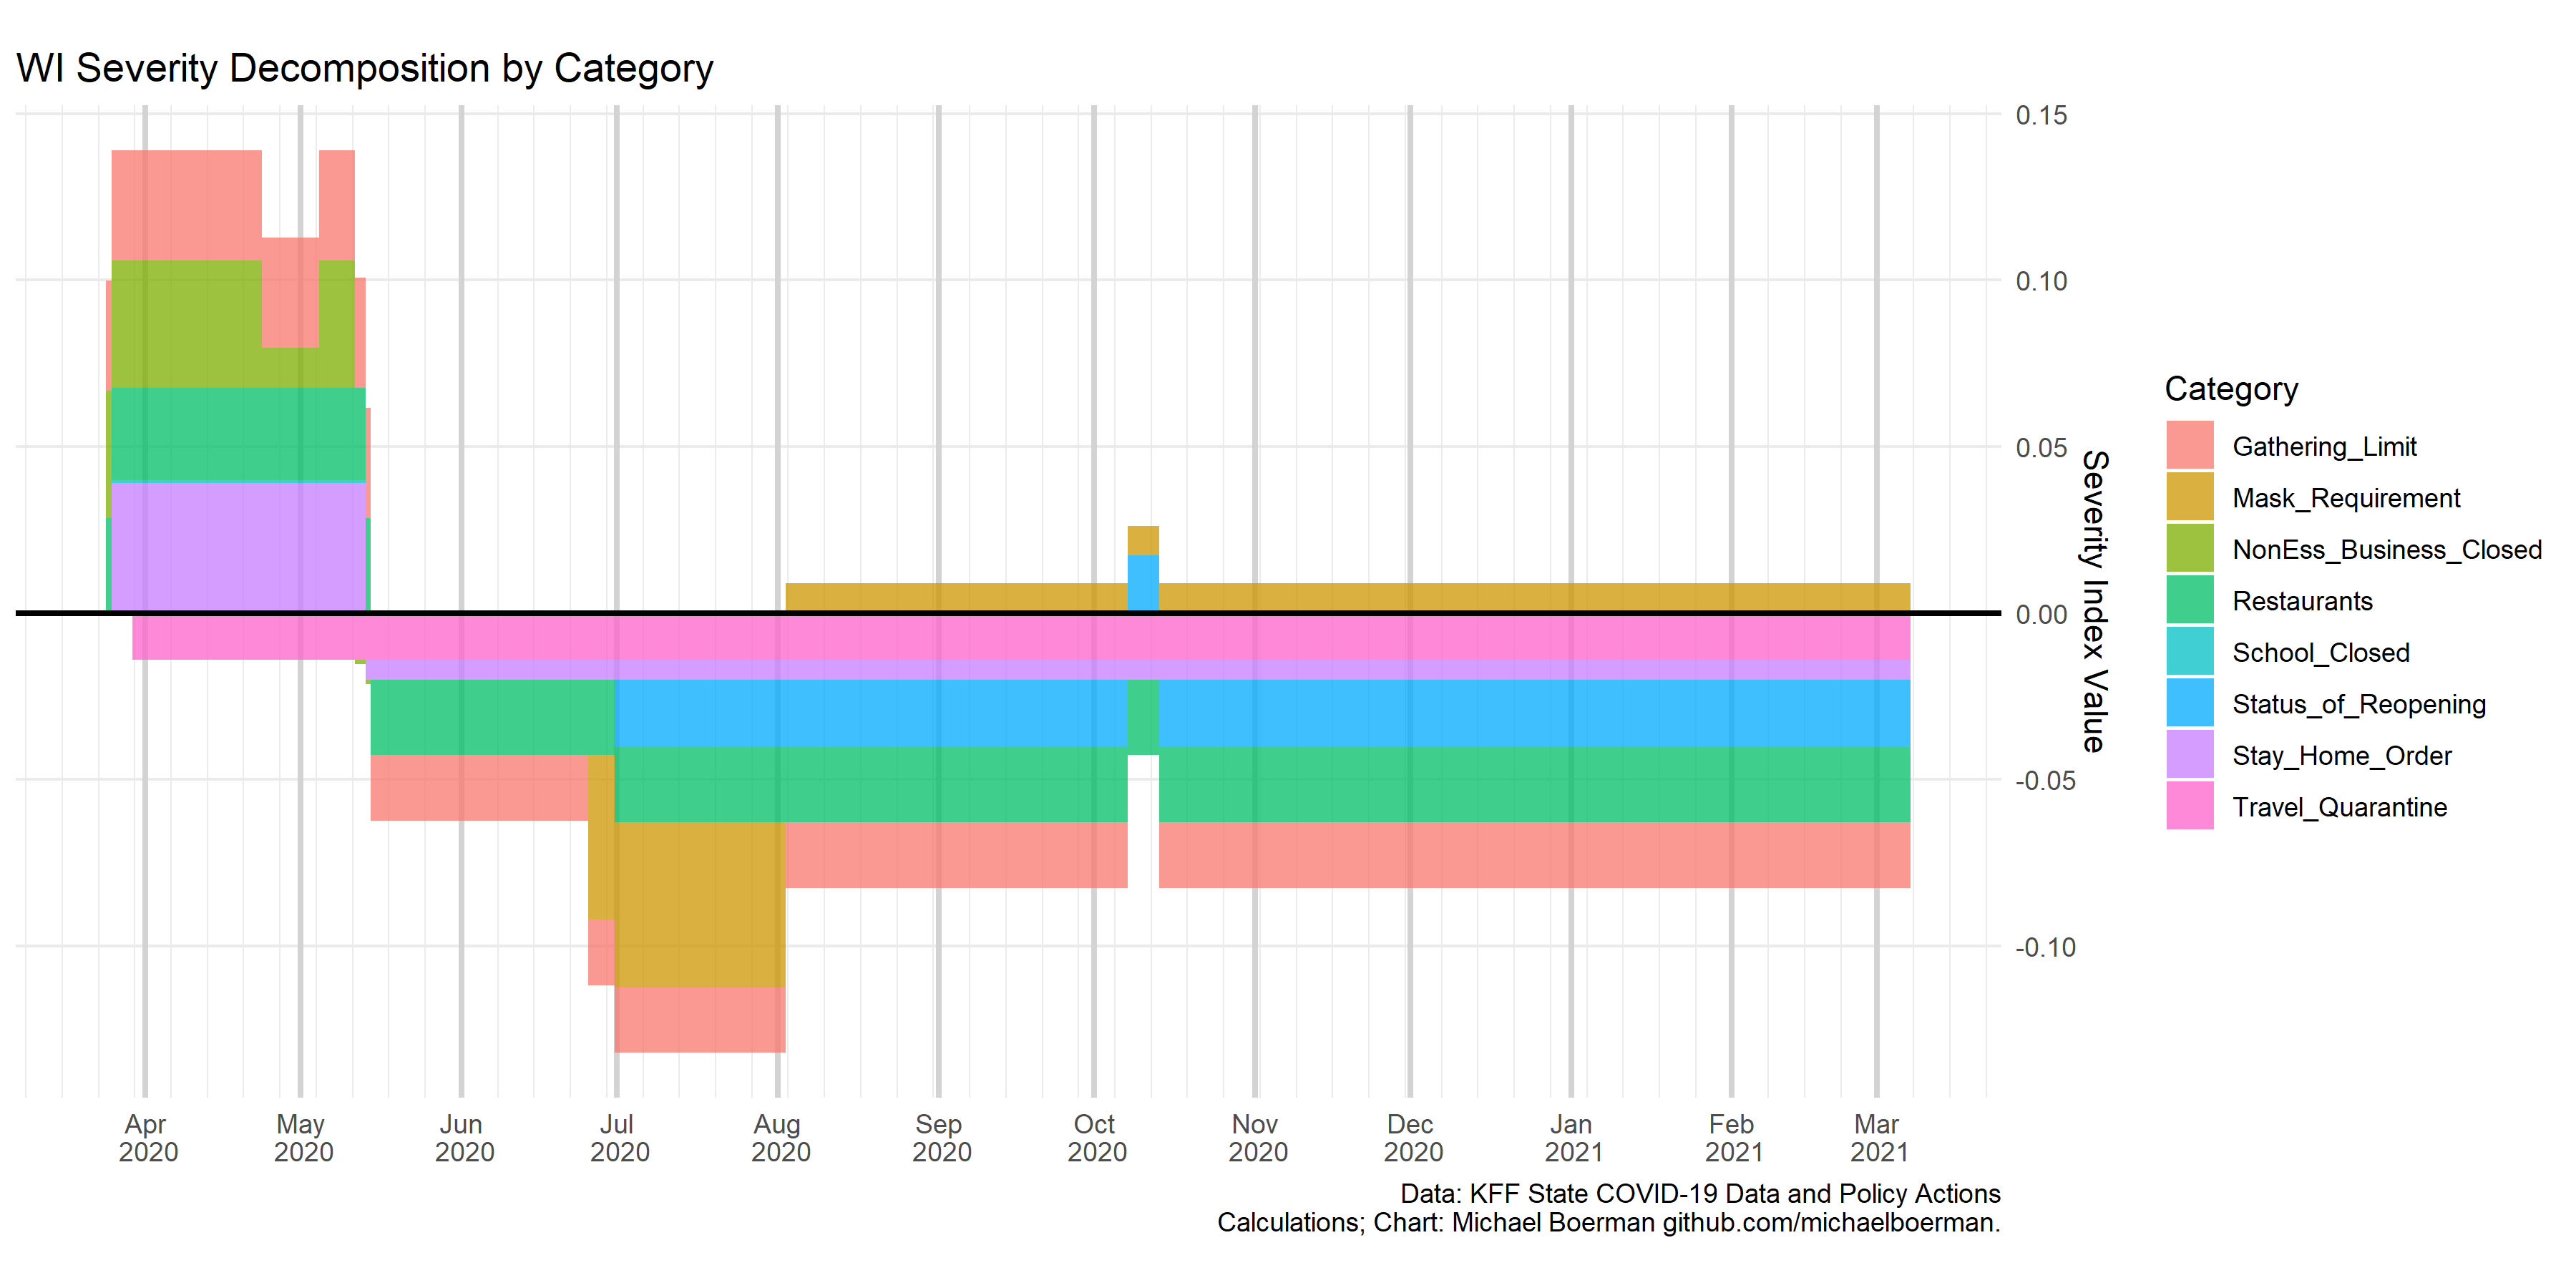 WI Severity Decomposition by Category
0.15
0.10
0.05
0.00
-0.05
-0.10
Severity Index Value
Apr
2020
May
2020
Jun
2020
Jul
2020
Aug
2020
Sep
2020
Oct
2020
Nov
2020
Dec
2020
Jan
2021
Feb
2021
Mar
2021
Category
Gathering_Limit
Mask_Requirement
NonEss_Business_Closed
Restaurants
School_Closed
Status_of_Reopening
Stay_Home_Order
Travel_Quarantine
Data: KFF State COVID-19 Data and Policy Actions
Calculations; Chart: Michael Boerman github.com/michaelboerman.